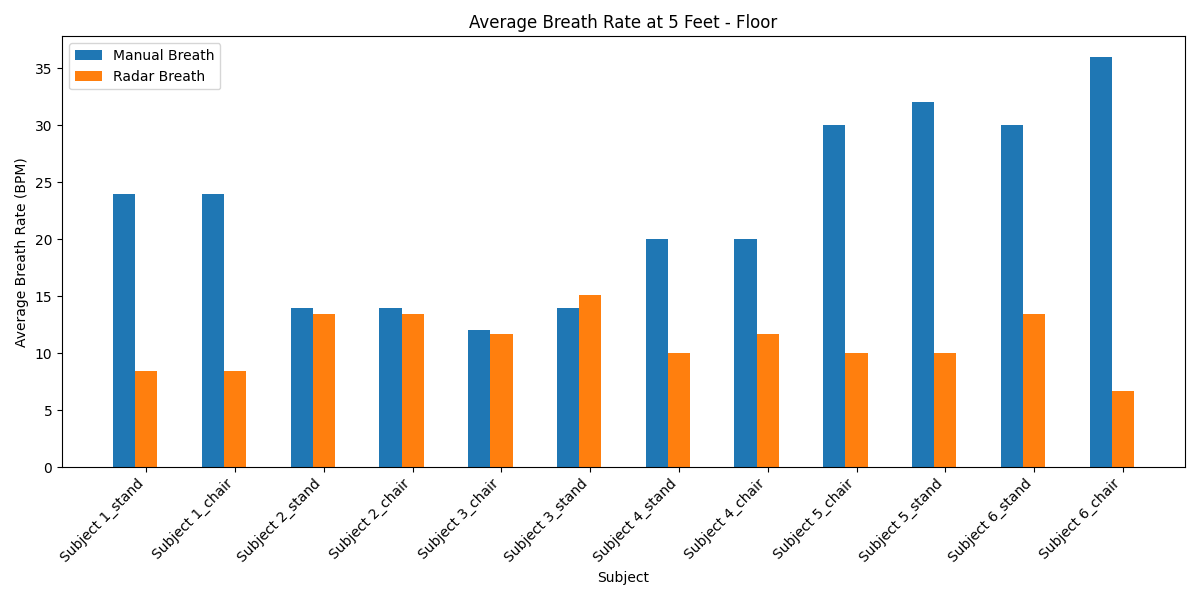 Average Breath Rate at 5 Feet - Floor
Manual Breath
Radar Breath
Average Breath Rate (BPM)
35
30
25
20
15
10
5
0
Subject 1_stand
Subject 1_chair
Subject 2_stand
Subject 2_chair
Subject 3_chair
Subject 3_stand
Subject 4_stand
Subject 4_chair
Subject 5_chair
Subject 5_stand
Subject 6_stand
Subject 6_chair
Subject